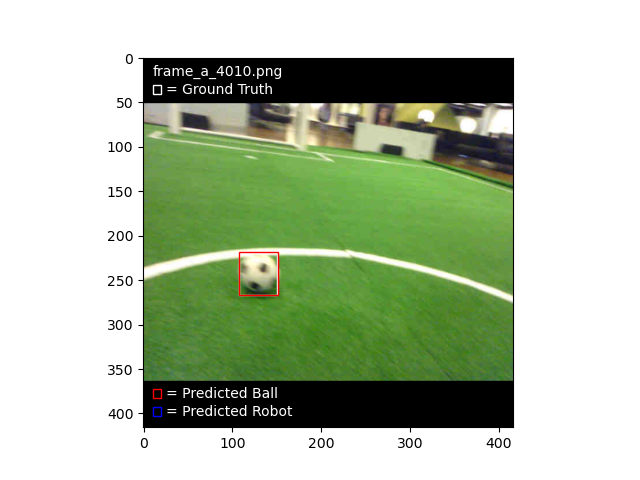 0
50
100
150
200
250
300
350
400
frame_a_4010.png
= Ground Truth
= Predicted Ball
= Predicted Robot
0 100 200 300 400